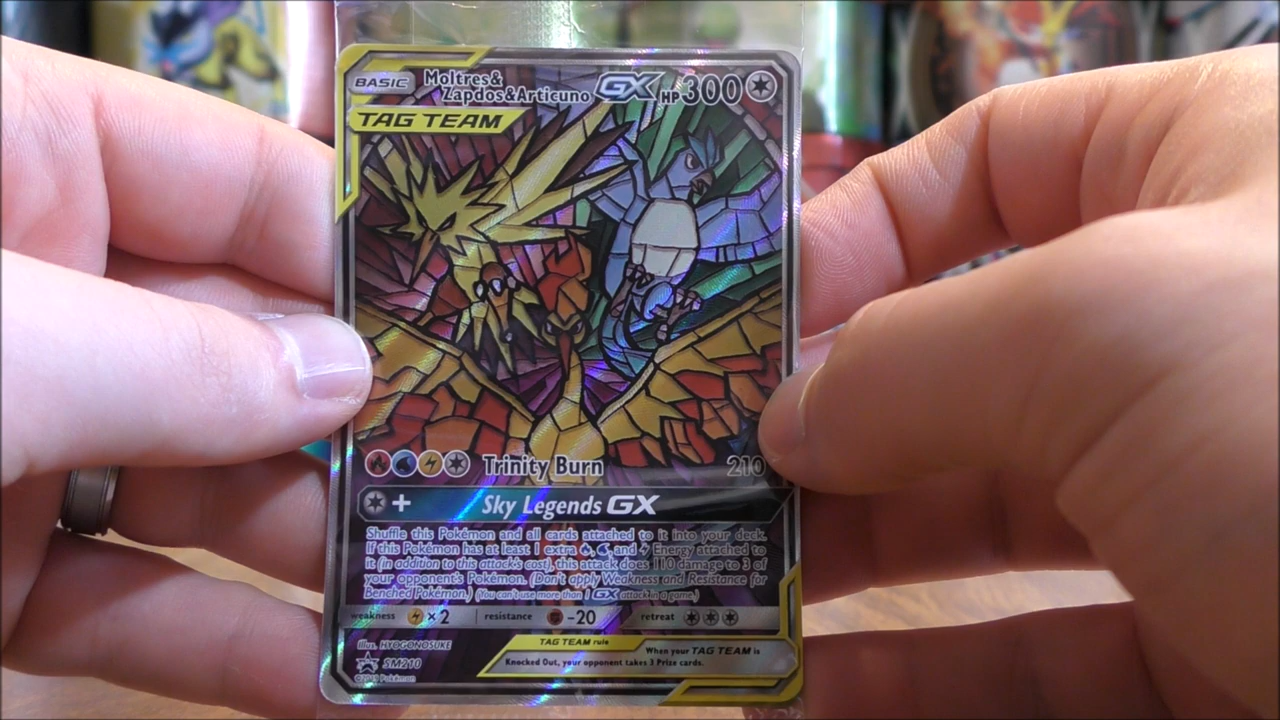 BASIC Moltres& Zapdos&Articuno GX HP 300
TAG TEAM
Trinity Burn 210
+ Sky Legends GX
Shuffle this Pokémon and all cards attached to it into your deck.
If this Pokémon has at least 1 extra , , and Energy attached to
it (in addition to this attack's cost), this attack does 110 damage to 3 of
your opponent's Pokémon. (Don't apply Weakness and Resistance for
Benched Pokémon.) (You can't use more than 1 GX attack in a game.)
weakness ×2 resistance -20 retreat
Illus. HYOGONOSUKE
SM210
©2019 Pokémon
TAG TEAM rule
When your TAG TEAM is
Knocked Out, your opponent takes 3 Prize cards.